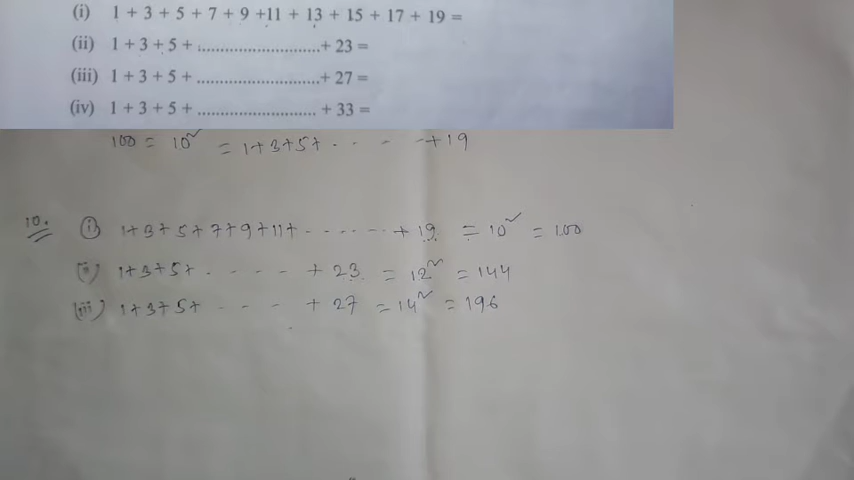 (i) 1 + 3 + 5 + 7 + 9 +11 + 13 + 15 + 17 + 19 =
(ii) 1 + 3 + 5 + ............................+ 23 =
(iii) 1 + 3 + 5 + ............................+ 27 =
(iv) 1 + 3 + 5 + ........................... + 33 =
100 = 10² = 1+3+5+ - - - - +19
10. (i) 1+3+5+7+9+11+ - - - - - - + 19 = 10² = 100
(ii) 1+3+5+ - - - - + 23 = 12² = 144
(iii) 1+3+5+ - - - - + 27 = 14² = 196